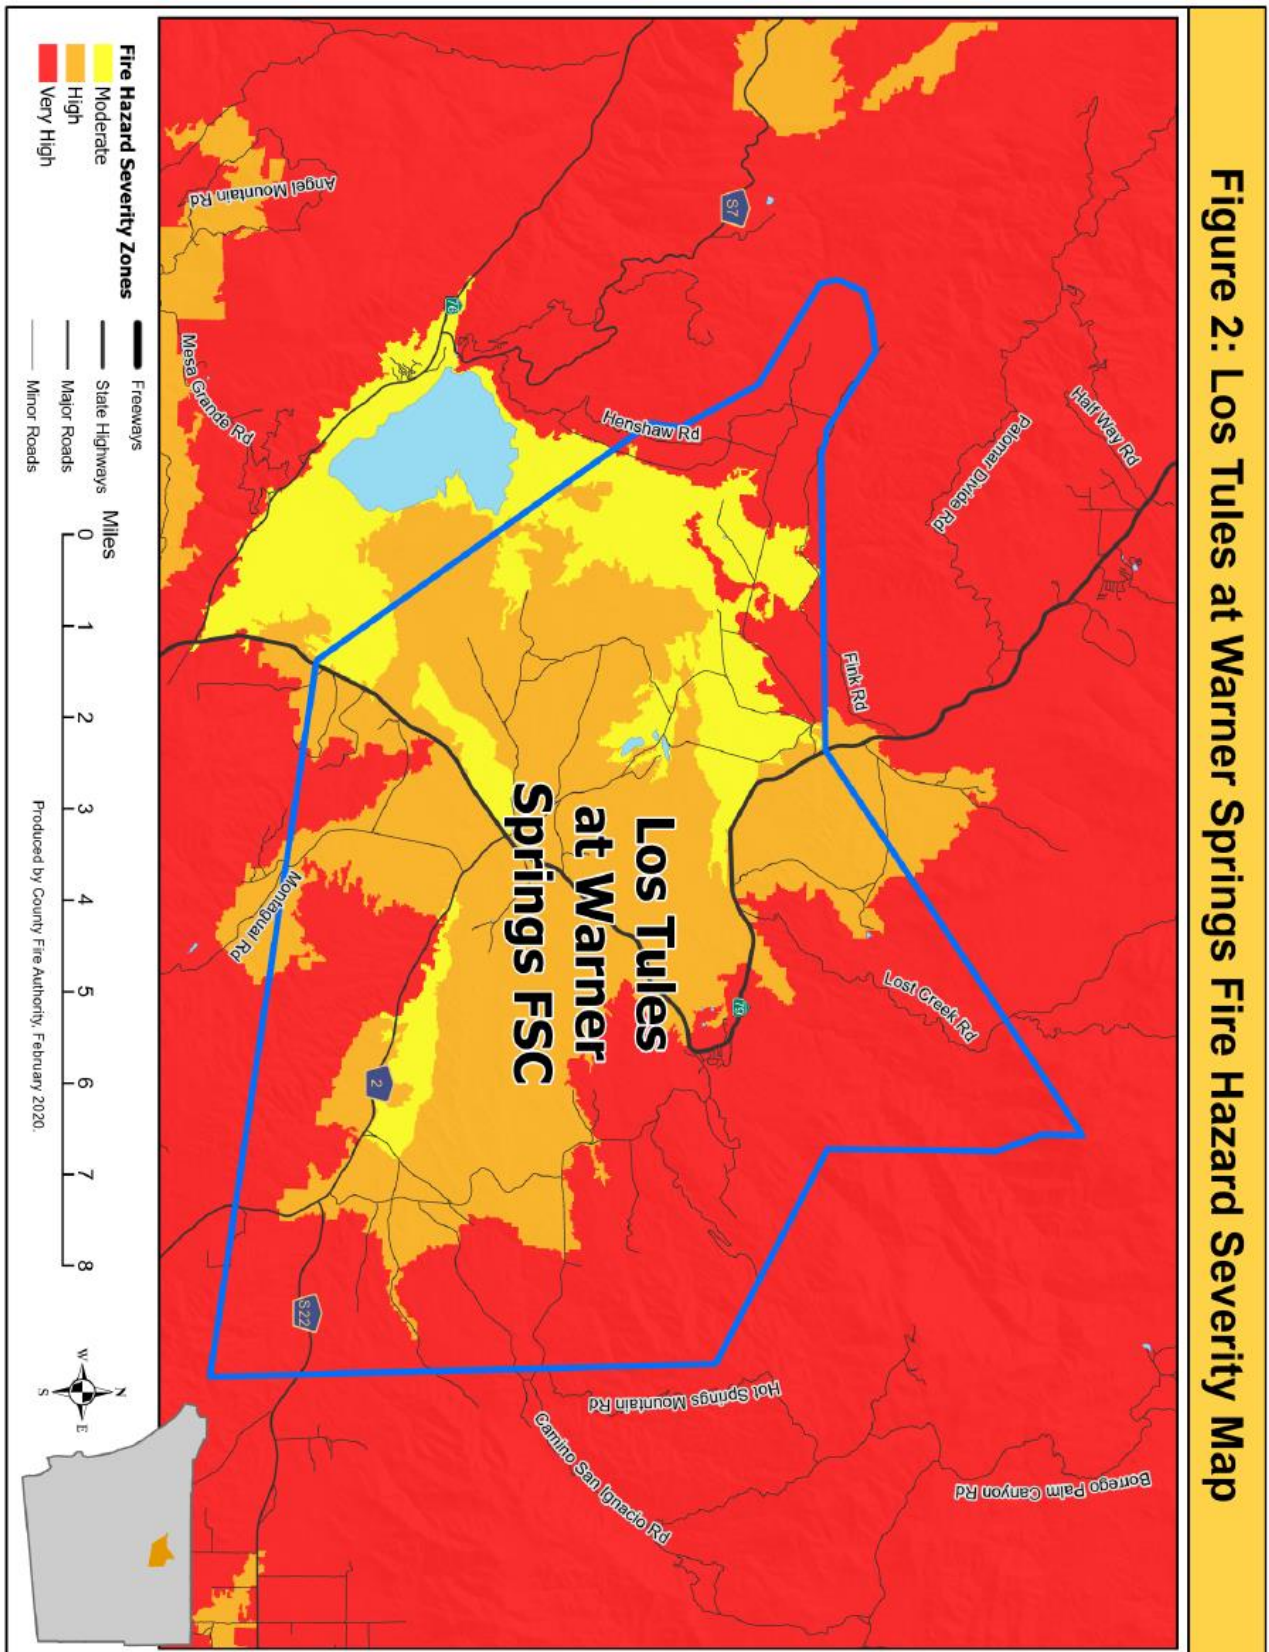 Figure 2: Los Tules at Warner Springs Fire Hazard Severity Map
Half Way Rd
Palomar Divide Rd
Borrego Palm Canyon Rd
Fink Rd
Lost Creek Rd
S7
79
Hot Springs Mountain Rd
Henshaw Rd
Los Tules
at Warner
Springs FSC
Camino San Ignacio Rd
76
2
S22
Angel Mountain Rd
Mesa Grande Rd
Montagual Rd
Fire Hazard Severity Zones
Moderate
High
Very High
Freeways
State Highways
Major Roads
Minor Roads
Miles
0 1 2 3 4 5 6 7 8
Produced by County Fire Authority, February 2020.
N
W E
S